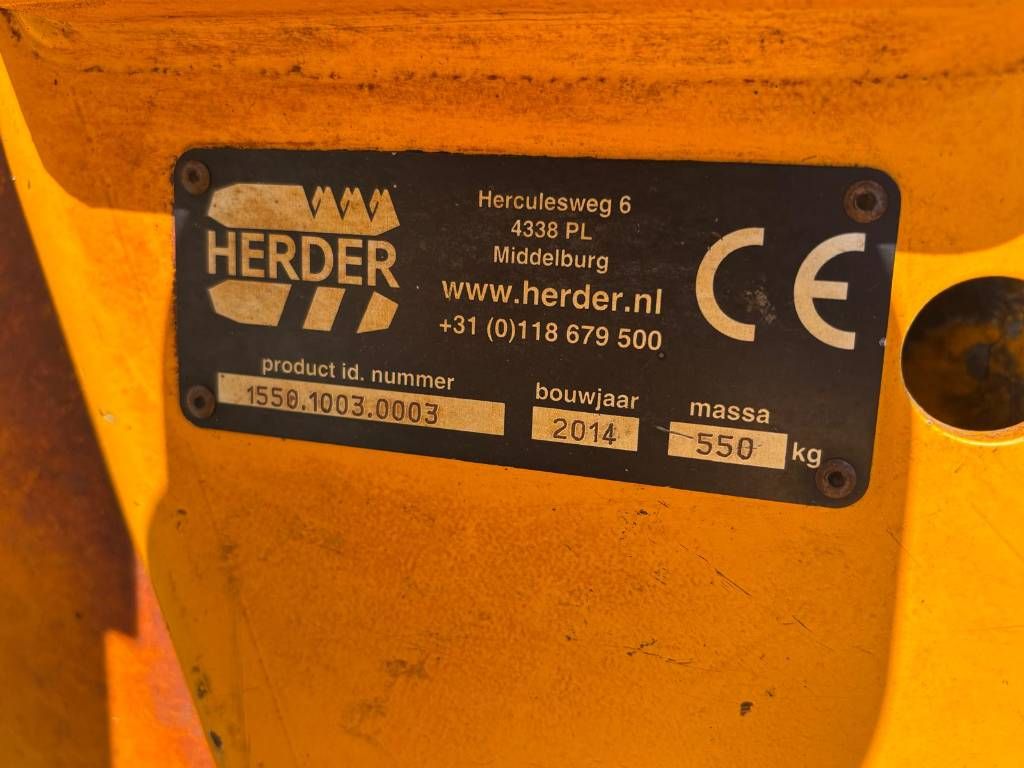 HERDER
Herculesweg 6
4338 PL
Middelburg
www.herder.nl
+31 (0)118 679 500
CE
product id. nummer
1550.1003.0003
bouwjaar
2014
massa
550 kg